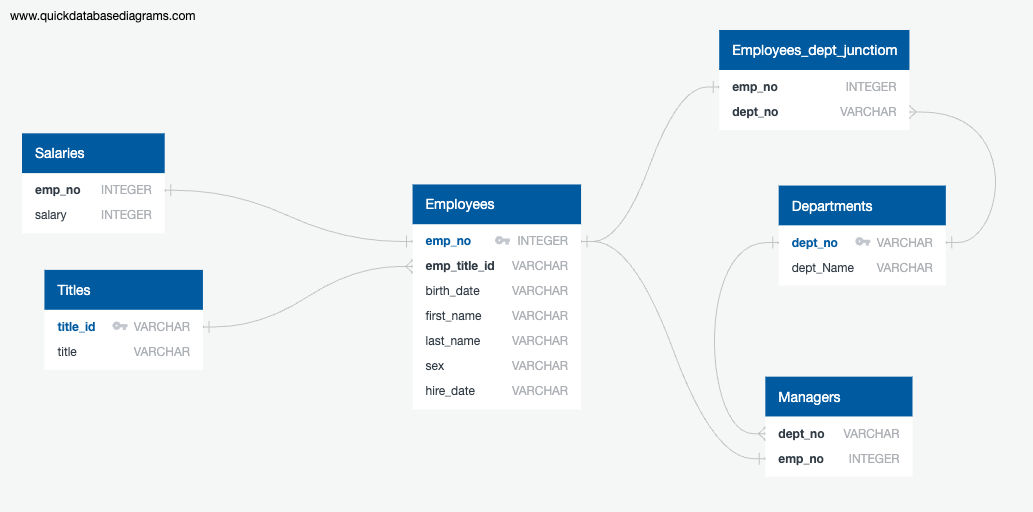 www.quickdatabasediagrams.com
Salaries
emp_no INTEGER
salary INTEGER
Titles
title_id VARCHAR
title VARCHAR
Employees
emp_no INTEGER
emp_title_id VARCHAR
birth_date VARCHAR
first_name VARCHAR
last_name VARCHAR
sex VARCHAR
hire_date VARCHAR
Employees_dept_junctiom
emp_no INTEGER
dept_no VARCHAR
Departments
dept_no VARCHAR
dept_Name VARCHAR
Managers
dept_no VARCHAR
emp_no INTEGER